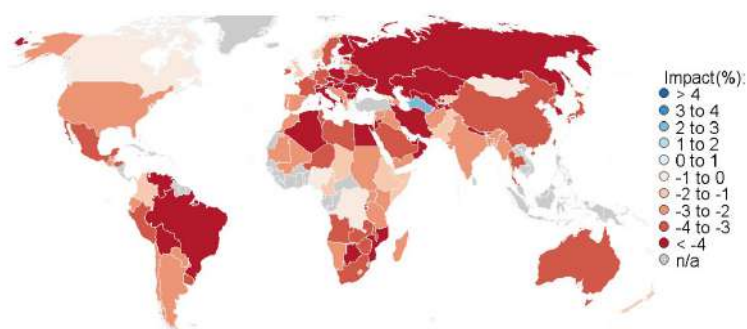 Impact(%):
> 4
3 to 4
2 to 3
1 to 2
0 to 1
-1 to 0
-2 to -1
-3 to -2
-4 to -3
< -4
n/a